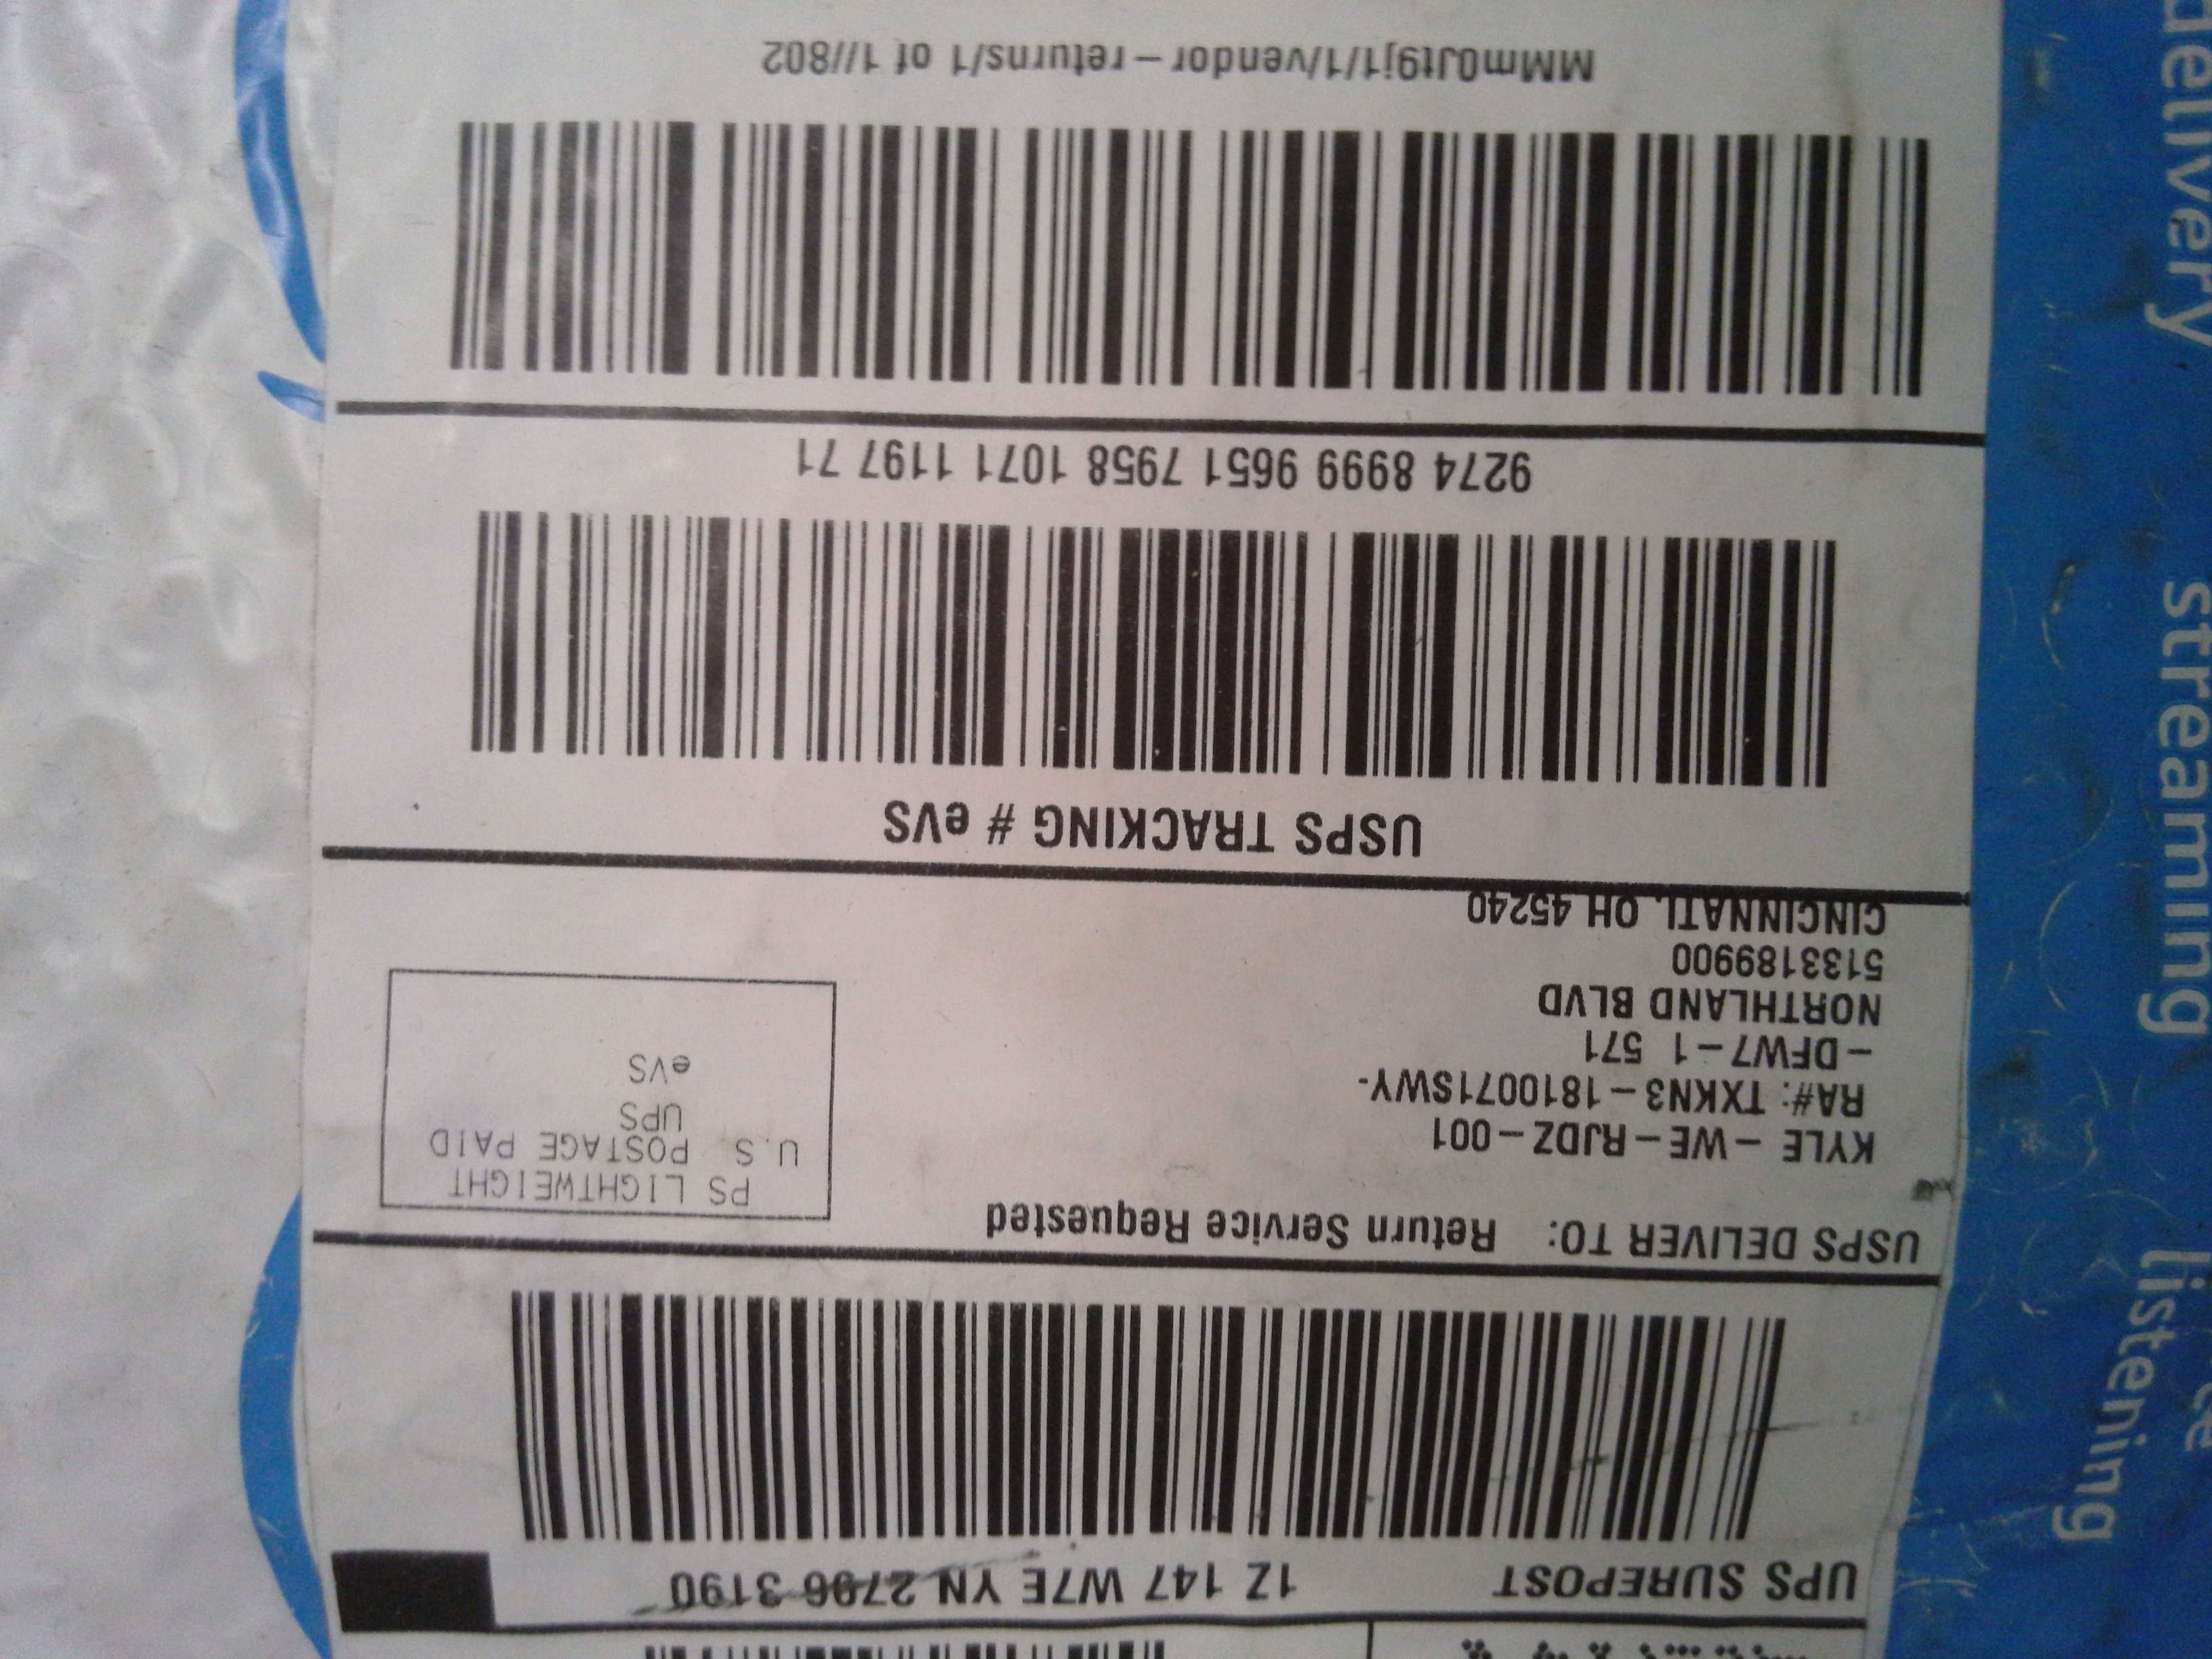 UPS SUREPOST 1Z 147 W7E YN 2796 3190
USPS DELIVER TO: Return Service Requested
KYLE - WE - RJDZ - 001
RA#: TXKN3 - 1810071SWY-
- DFW7 - 1 571
NORTHLAND BLVD
5133189900
CINCINNATI, OH 45240
PS LIGHTWEIGHT
U.S POSTAGE PAID
UPS
eVS
USPS TRACKING # eVS
9274 8999 9651 7958 1071 1197 71
MMm0Jt9j1/1/vendor - returns/1 of 1//802
delivery
streaming
listening